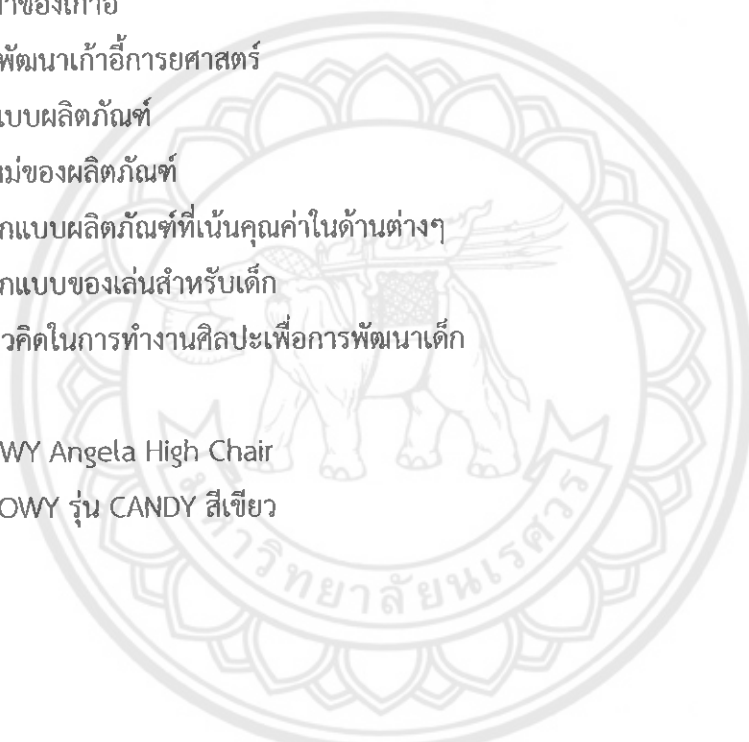 พัฒนาเก้าอี้การยศาสตร์
แบบผลิตภัณฑ์
หม่ของผลิตภัณฑ์
กแบบผลิตภัณฑ์ที่เน้นคุณค่าในด้านต่างๆ
กแบบของเล่นสำหรับเด็ก
วคิดในการทำงานศิลปะเพื่อการพัฒนาเด็ก
WY Angela High Chair
OWY รุ่น CANDY สีเขียว
มหาวิทยาลัยนเรศวร